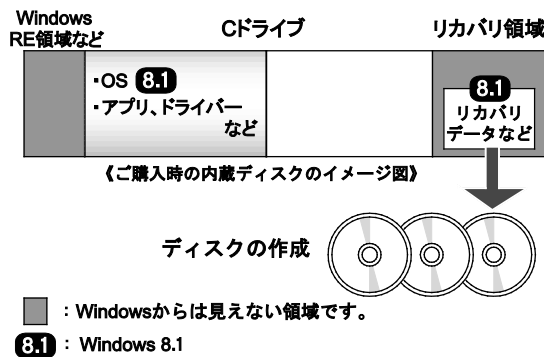 Windows
RE領域など
Cドライブ
リカバリ領域
・OS 8.1
・アプリ、ドライバー
など
8.1
リカバリ
データなど
《ご購入時の内蔵ディスクのイメージ図》
ディスクの作成
：Windowsからは見えない領域です。
8.1 ： Windows 8.1